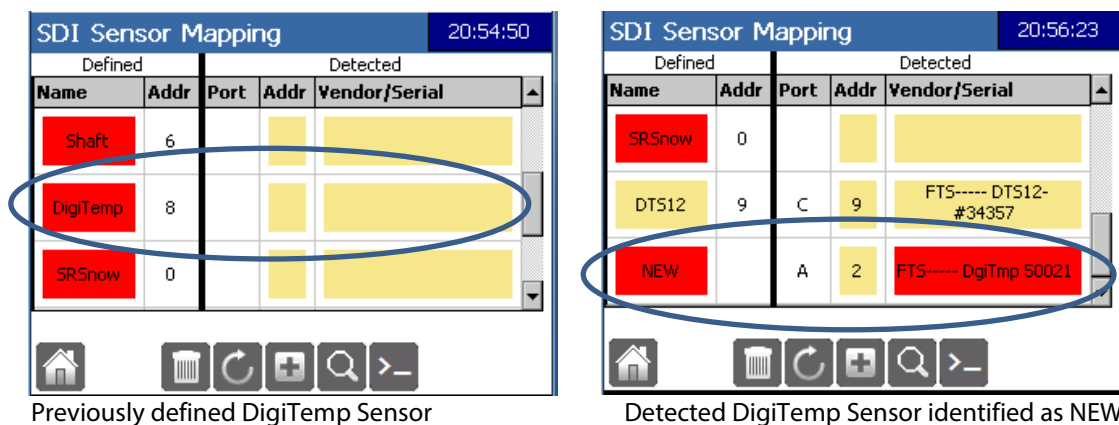 SDI Sensor Mapping 20:54:50
Defined Detected
Name Addr Port Addr Vendor/Serial
Shaft 6
DigiTemp 8
SRSnow 0
>_
Previously defined DigiTemp Sensor
SDI Sensor Mapping 20:56:23
Defined Detected
Name Addr Port Addr Vendor/Serial
SRSnow 0
DTS12 9 C 9 FTS----- DTS12-
#34357
NEW A 2 FTS----- DgiTmp 50021
>_
Detected DigiTemp Sensor identified as NEW